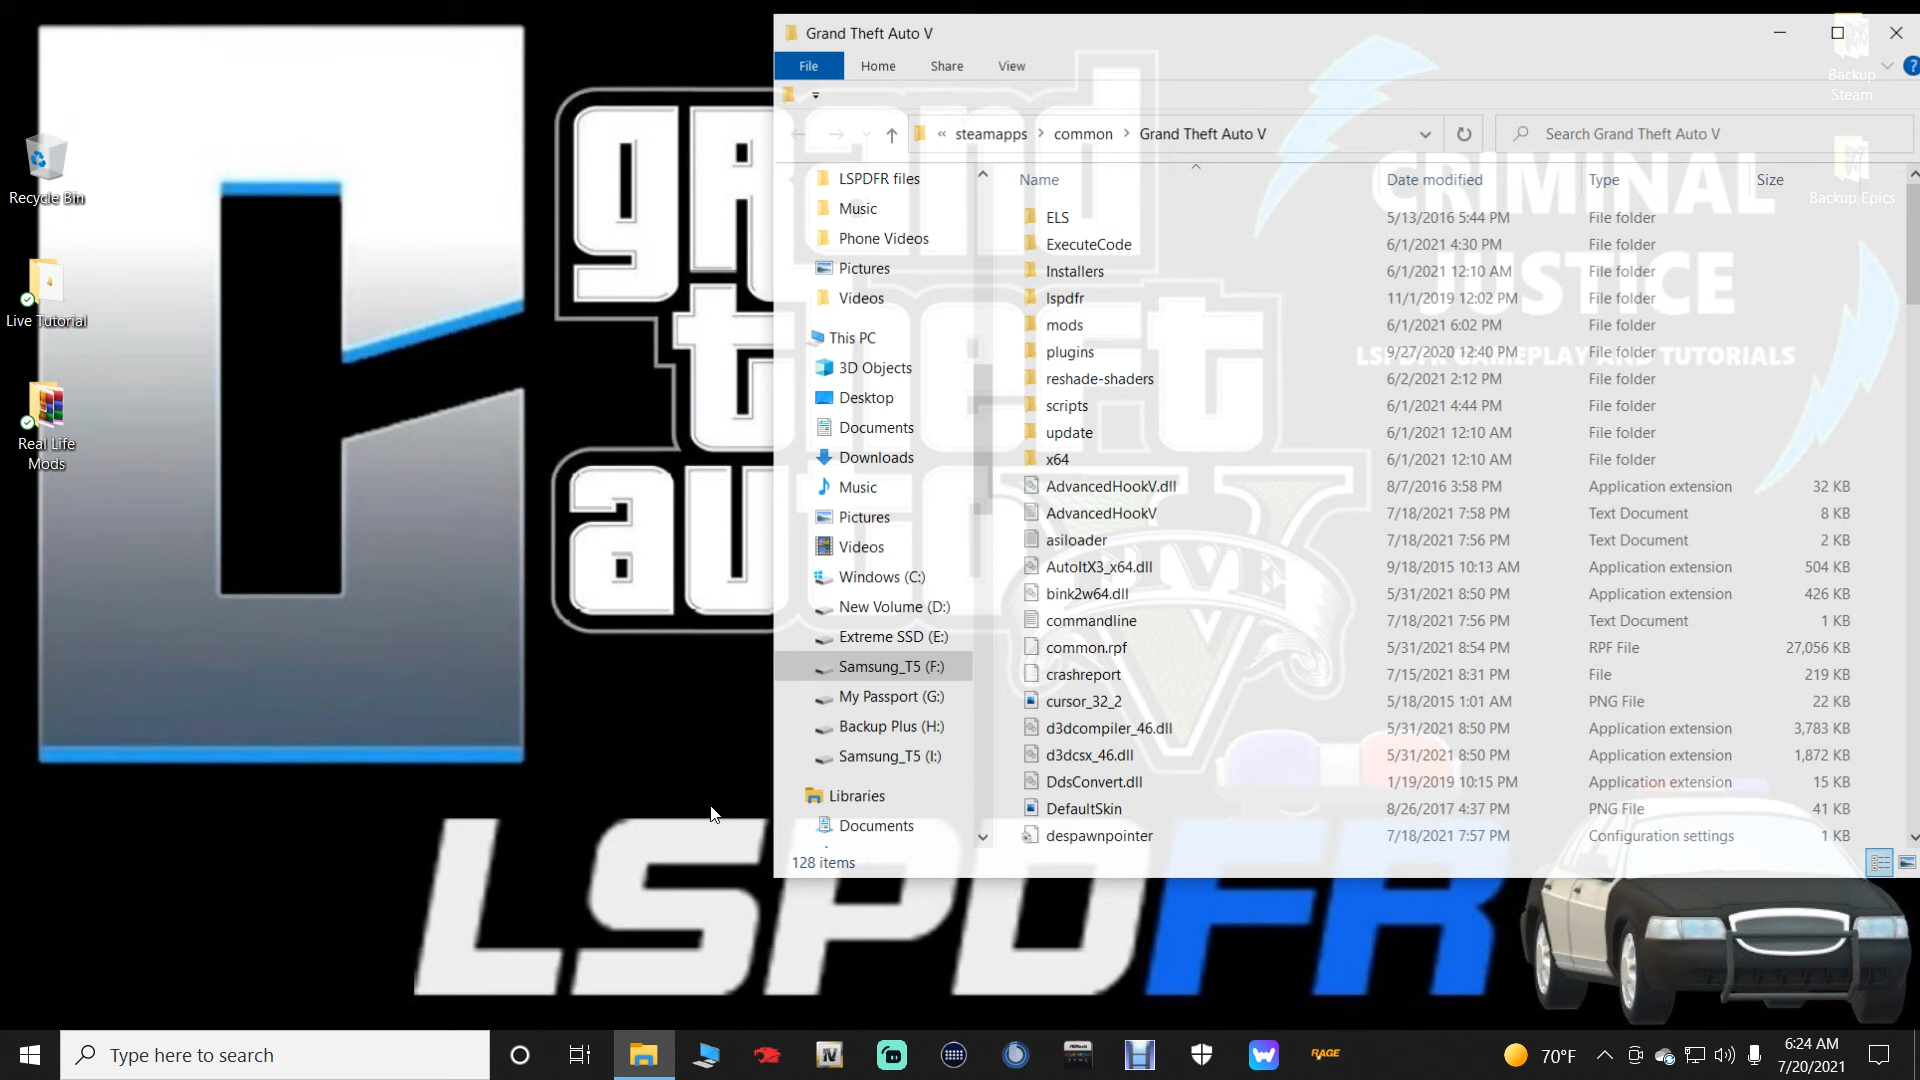 Grand Theft Auto V
File
Home
Share
View
?
« steamapps > common > Grand Theft Auto V
Search Grand Theft Auto V
Recycle Bin
Live Tutorial
Real Life
Mods
Backup
Steam
Backup Epics
grand
theft
auto
CRIMINAL
JUSTICE
LSPDFR GAMEPLAY AND TUTORIALS
LSPDFR
LSPDFR files
Music
Phone Videos
Pictures
Videos
This PC
3D Objects
Desktop
Documents
Downloads
Music
Pictures
Videos
Windows (C:)
New Volume (D:)
Extreme SSD (E:)
Samsung_T5 (F:)
My Passport (G:)
Backup Plus (H:)
Samsung_T5 (I:)
Libraries
Documents
Name Date modified Type Size
ELS 5/13/2016 5:44 PM File folder
ExecuteCode 6/1/2021 4:30 PM File folder
Installers 6/1/2021 12:10 AM File folder
lspdfr 11/1/2019 12:02 PM File folder
mods 6/1/2021 6:02 PM File folder
plugins 9/27/2020 12:40 PM File folder
reshade-shaders 6/2/2021 2:12 PM File folder
scripts 6/1/2021 4:44 PM File folder
update 6/1/2021 12:10 AM File folder
x64 6/1/2021 12:10 AM File folder
AdvancedHookV.dll 8/7/2016 3:58 PM Application extension 32 KB
AdvancedHookV 7/18/2021 7:58 PM Text Document 8 KB
asiloader 7/18/2021 7:56 PM Text Document 2 KB
AutoItX3_x64.dll 9/18/2015 10:13 AM Application extension 504 KB
bink2w64.dll 5/31/2021 8:50 PM Application extension 426 KB
commandline 7/18/2021 7:56 PM Text Document 1 KB
common.rpf 5/31/2021 8:54 PM RPF File 27,056 KB
crashreport 7/15/2021 8:31 PM File 219 KB
cursor_32_2 5/18/2015 1:01 AM PNG File 22 KB
d3dcompiler_46.dll 5/31/2021 8:50 PM Application extension 3,783 KB
d3dcsx_46.dll 5/31/2021 8:50 PM Application extension 1,872 KB
DdsConvert.dll 1/19/2019 10:15 PM Application extension 15 KB
DefaultSkin 8/26/2017 4:37 PM PNG File 41 KB
despawnpointer 7/18/2021 7:57 PM Configuration settings 1 KB
128 items
Type here to search
RAGE
70°F
6:24 AM
7/20/2021